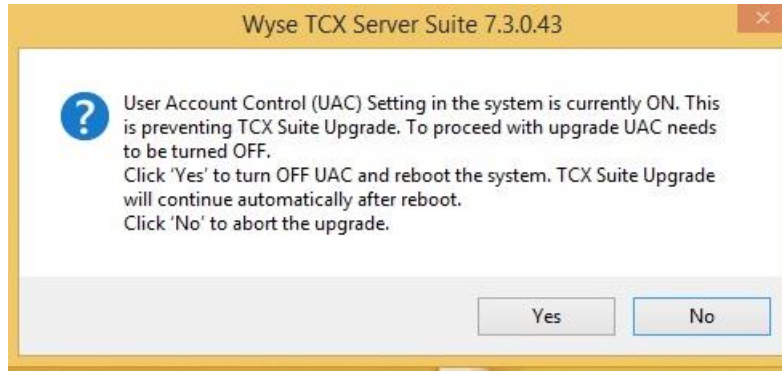 Wyse TCX Server Suite 7.3.0.43
User Account Control (UAC) Setting in the system is currently ON. This
is preventing TCX Suite Upgrade. To proceed with upgrade UAC needs
to be turned OFF.
Click 'Yes' to turn OFF UAC and reboot the system. TCX Suite Upgrade
will continue automatically after reboot.
Click 'No' to abort the upgrade.
Yes
No